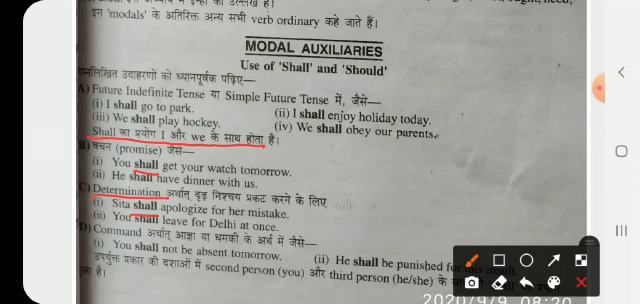 इन 'modals' के अतिरिक्त अन्य सभी verb ordinary कहे जाते हैं।
MODAL AUXILIARIES
Use of 'Shall' and 'Should'
उदाहरणों को ध्यानपूर्वक पढ़िए—
A) Future Indefinite Tense या Simple Future Tense में, जैसे—
(i) I shall go to park. (ii) I shall enjoy holiday today.
(iii) We shall play hockey. (iv) We shall obey our parents.
Shall का प्रयोग I और we के साथ होता है।
B) वचन (promise) जैसे—
(i) You shall get your watch tomorrow.
(ii) He shall have dinner with us.
C) Determination अर्थात् दृढ़ निश्चय प्रकट करने के लिए
(i) Sita shall apologize for her mistake.
(ii) You shall leave for Delhi at once.
D) Command अर्थात् आज्ञा या धमकी के अर्थ में जैसे—
(i) You shall not be absent tomorrow. (ii) He shall be punished for this
उपर्युक्त प्रकार की दशाओं में second person (you) और third person (he/she) के
हुआ है।
2020/9/9 08:20